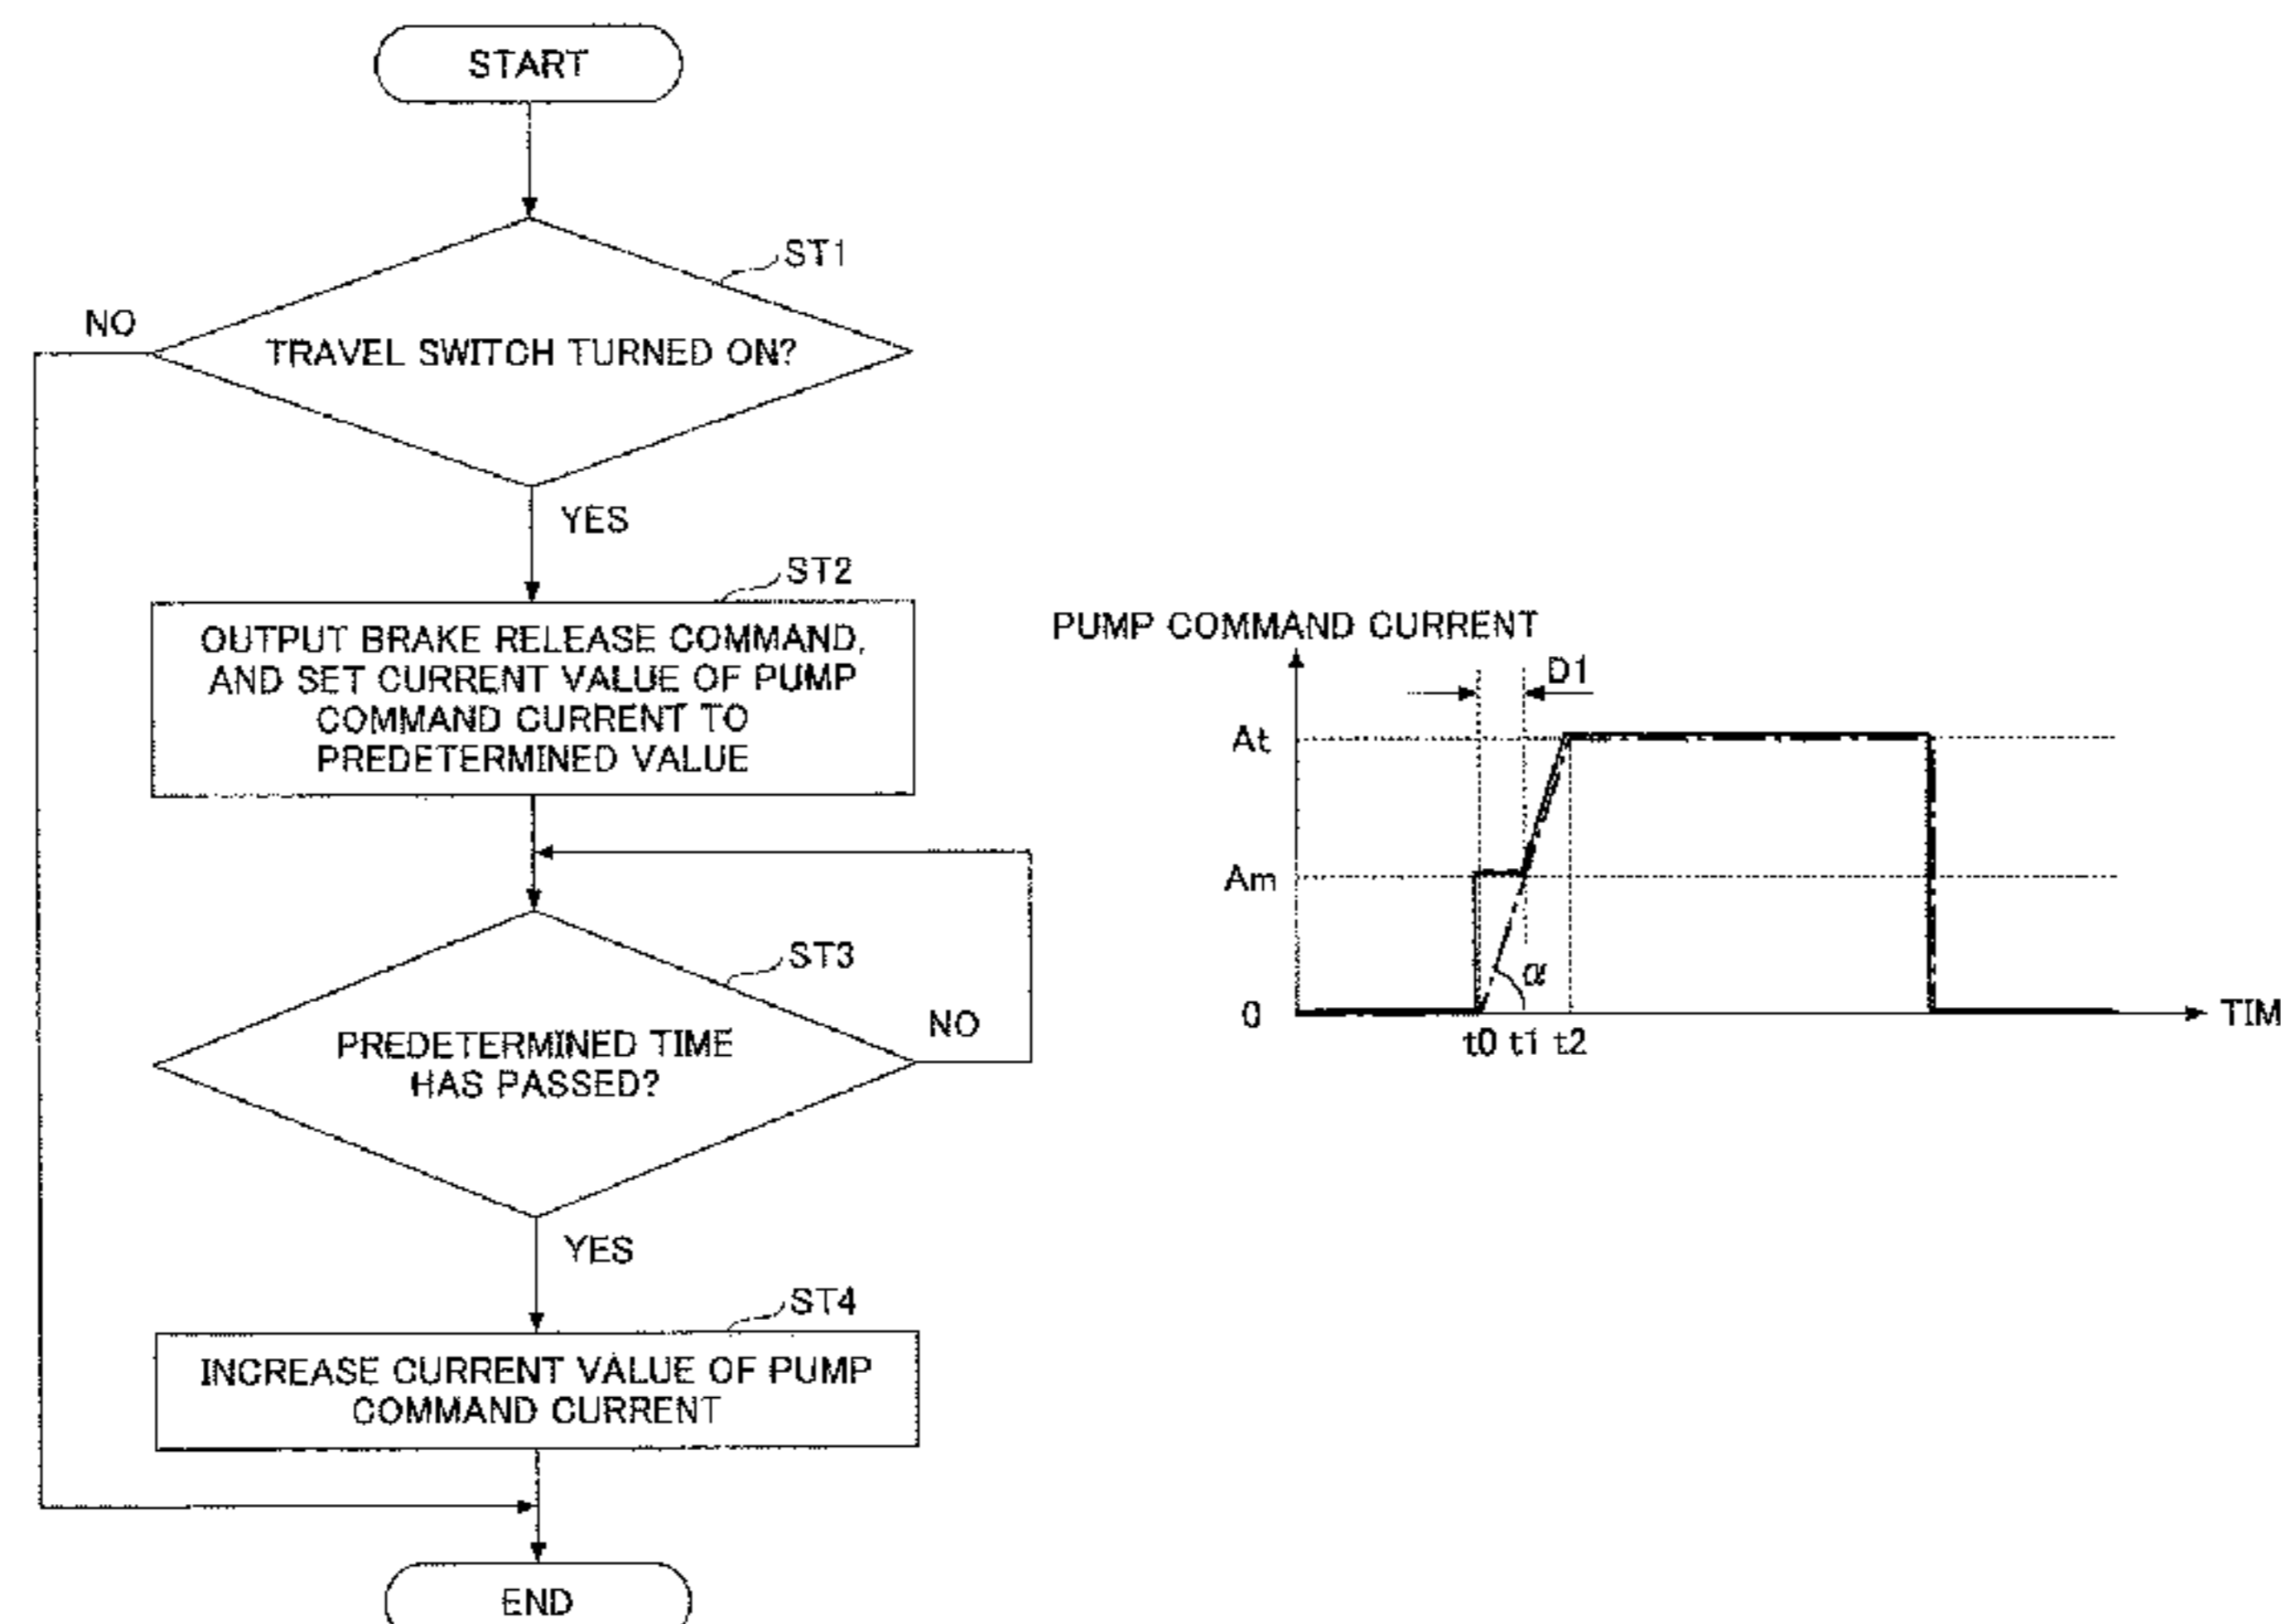 START
ST1
NO
TRAVEL SWITCH TURNED ON?
YES
ST2
OUTPUT BRAKE RELEASE COMMAND,
AND SET CURRENT VALUE OF PUMP
COMMAND CURRENT TO
PREDETERMINED VALUE
ST3
NO
PREDETERMINED TIME
HAS PASSED?
YES
ST4
INCREASE CURRENT VALUE OF PUMP
COMMAND CURRENT
END
PUMP COMMAND CURRENT
D1
At
Am
α
0
TIM
t0 t1 t2